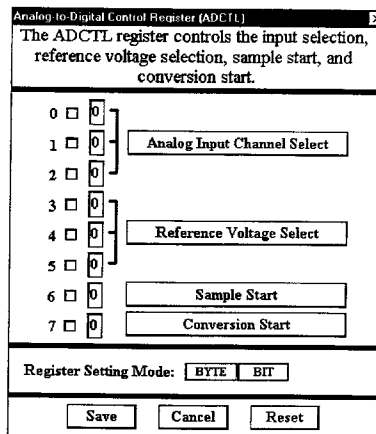 Analog-to-Digital Control Register (ADCTL)
The ADCTL register controls the input selection,
reference voltage selection, sample start, and
conversion start.
0 0
1 0 Analog Input Channel Select
2 0
3 0
4 0 Reference Voltage Select
5 0
6 0 Sample Start
7 0 Conversion Start
Register Setting Mode: BYTE BIT
Save Cancel Reset